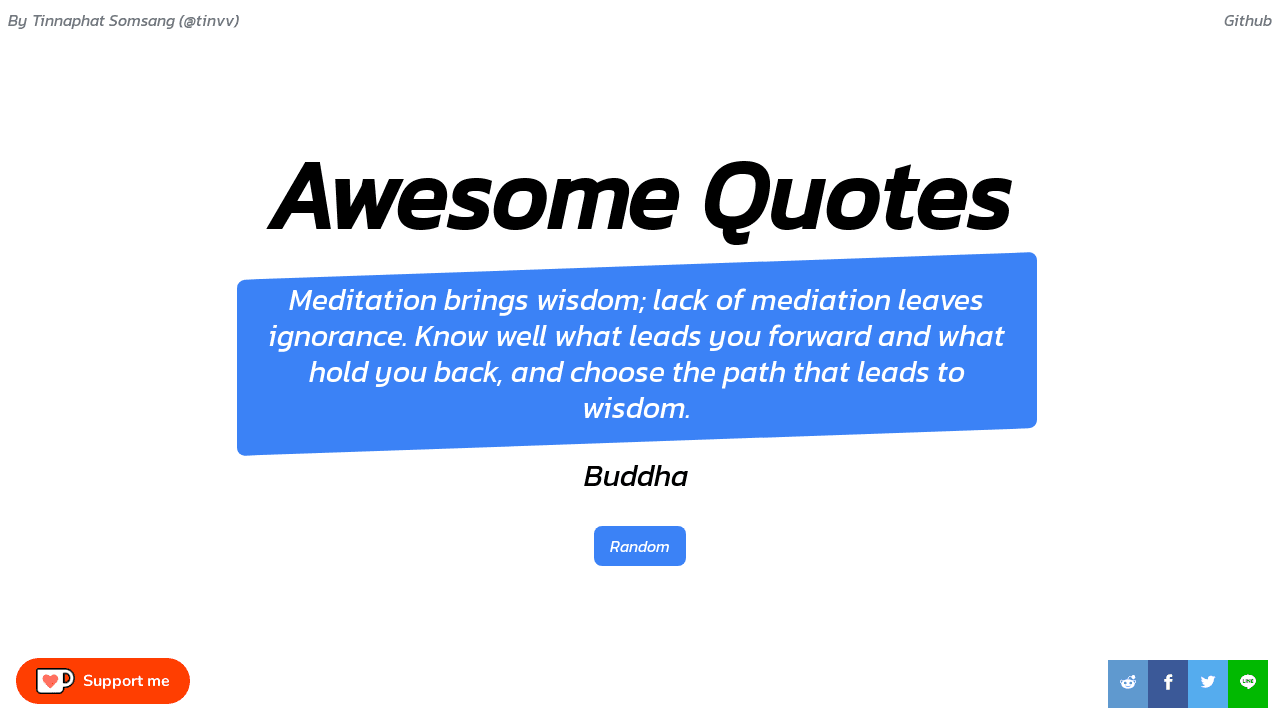 By Tinnaphat Somsang (@tinvv)
Github
Awesome Quotes
Meditation brings wisdom; lack of mediation leaves
ignorance. Know well what leads you forward and what
hold you back, and choose the path that leads to
wisdom.
Buddha
Random
Support me
LINE